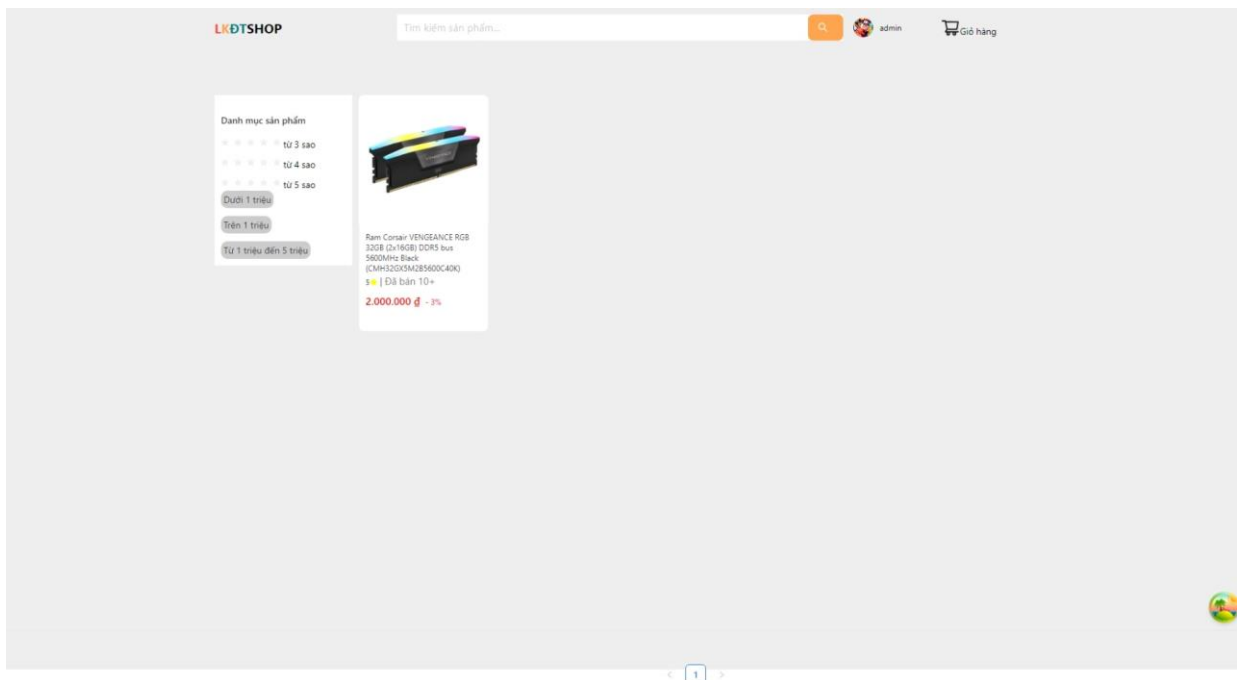 LKĐTSHOP
Tìm kiếm sản phẩm...
admin
Giỏ hàng
Danh mục sản phẩm
từ 3 sao
từ 4 sao
từ 5 sao
Dưới 1 triệu
Trên 1 triệu
Từ 1 triệu đến 5 triệu
Ram Corsair VENGEANCE RGB
32GB (2x16GB) DDR5 bus
5600MHz Black
(CMH32GX5M2B5600C40K)
5 | Đã bán 10+
2.000.000 ₫ - 3%
< 1 >